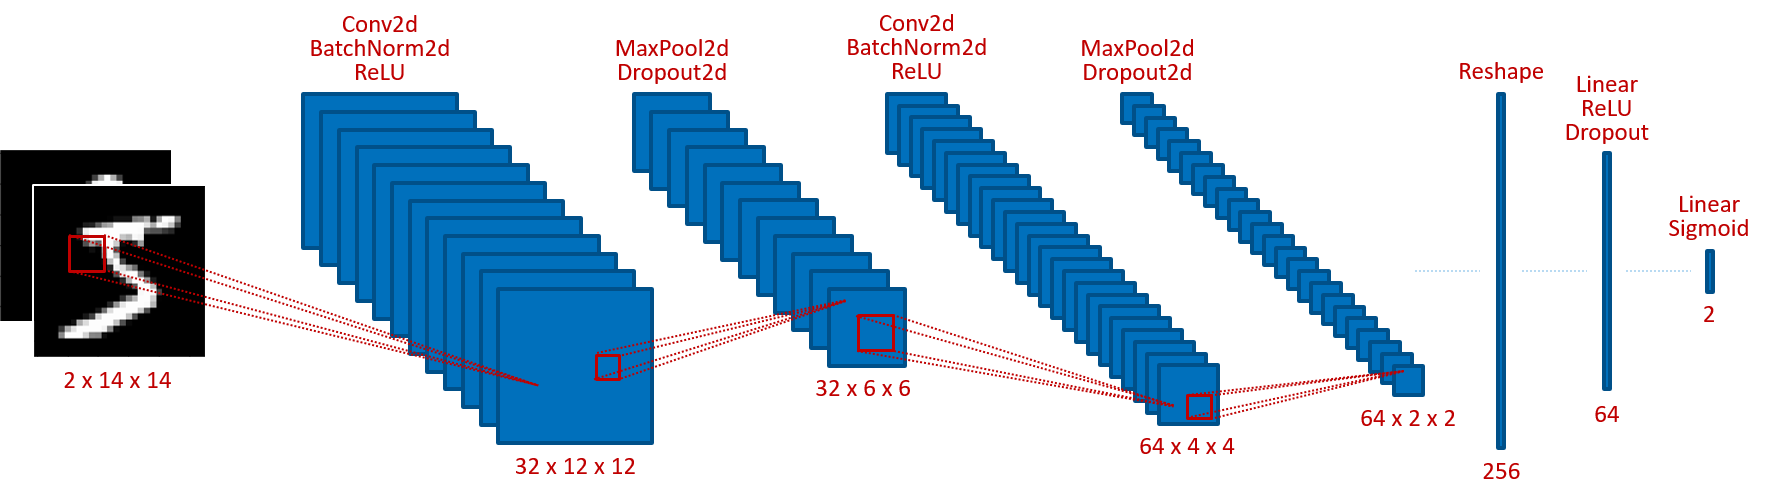 Conv2d
BatchNorm2d
ReLU
MaxPool2d
Dropout2d
Conv2d
BatchNorm2d
ReLU
MaxPool2d
Dropout2d
Reshape
Linear
ReLU
Dropout
Linear
Sigmoid
2 x 14 x 14
32 x 12 x 12
32 x 6 x 6
64 x 4 x 4
64 x 2 x 2
256
64
2